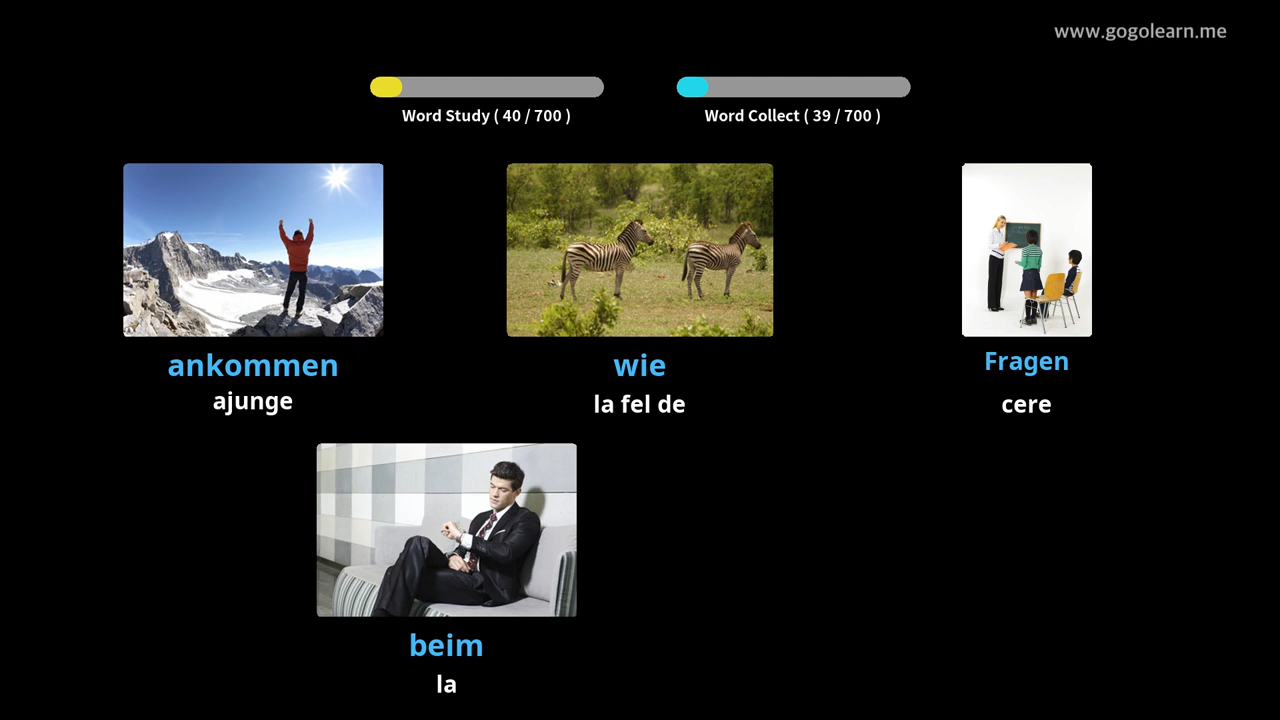 www.gogolearn.me
Word Study ( 40 / 700 )
Word Collect ( 39 / 700 )
ankommen
ajunge
wie
la fel de
Fragen
cere
beim
la